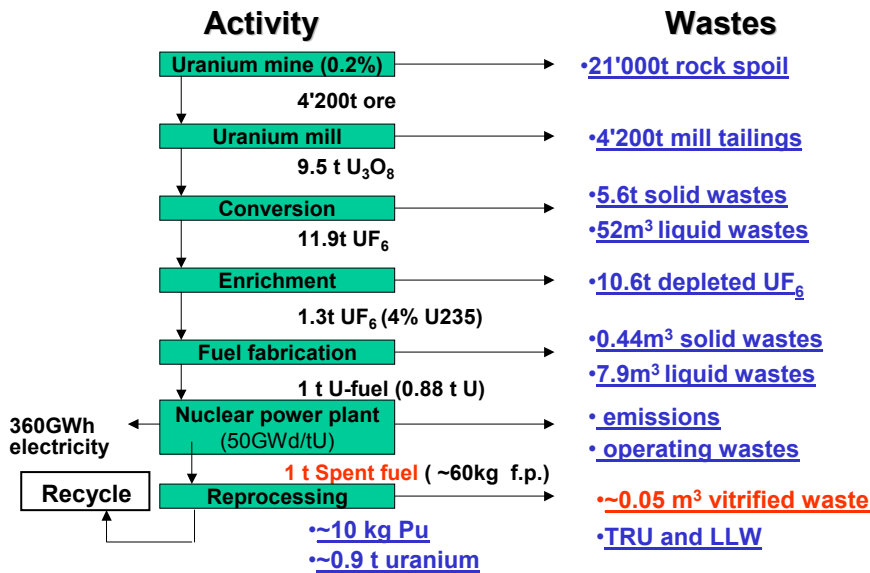 Activity
Wastes
Uranium mine (0.2%)
•21'000t rock spoil
4'200t ore
Uranium mill
•4'200t mill tailings
9.5 t U₃O₈
Conversion
•5.6t solid wastes
•52m³ liquid wastes
11.9t UF₆
Enrichment
•10.6t depleted UF₆
1.3t UF₆ (4% U235)
Fuel fabrication
•0.44m³ solid wastes
•7.9m³ liquid wastes
1 t U-fuel (0.88 t U)
Nuclear power plant
(50GWd/tU)
360GWh
electricity
• emissions
• operating wastes
1 t Spent fuel ( ~60kg f.p.)
Recycle
Reprocessing
•~0.05 m³ vitrified waste
•TRU and LLW
•~10 kg Pu
•~0.9 t uranium